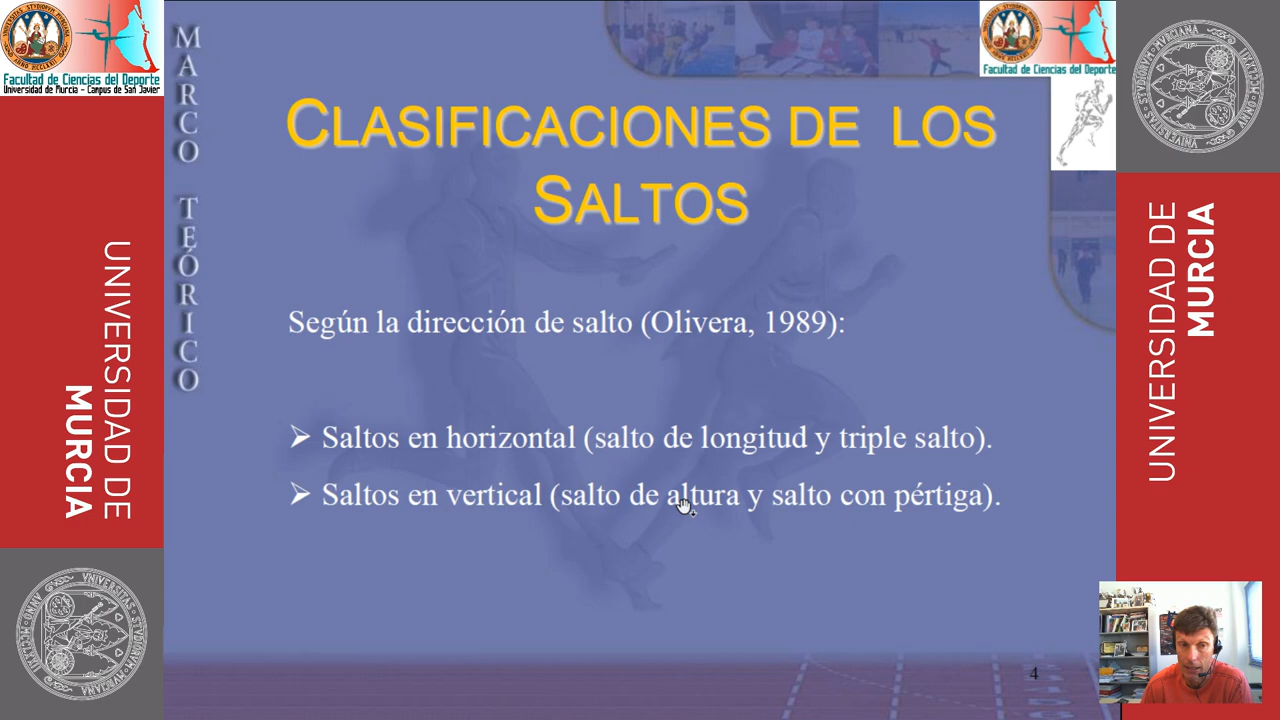 Facultad de Ciencias del Deporte
Universidad de Murcia - Campus de San Javier
UNIVERSIDAD DE
MURCIA
MARCO TEÓRICO
CLASIFICACIONES DE LOS
SALTOS
Según la dirección de salto (Olivera, 1989):
➢ Saltos en horizontal (salto de longitud y triple salto).
➢ Saltos en vertical (salto de altura y salto con pértiga).
4
Facultad de Ciencias del Deporte
UNIVERSIDAD DE
MURCIA